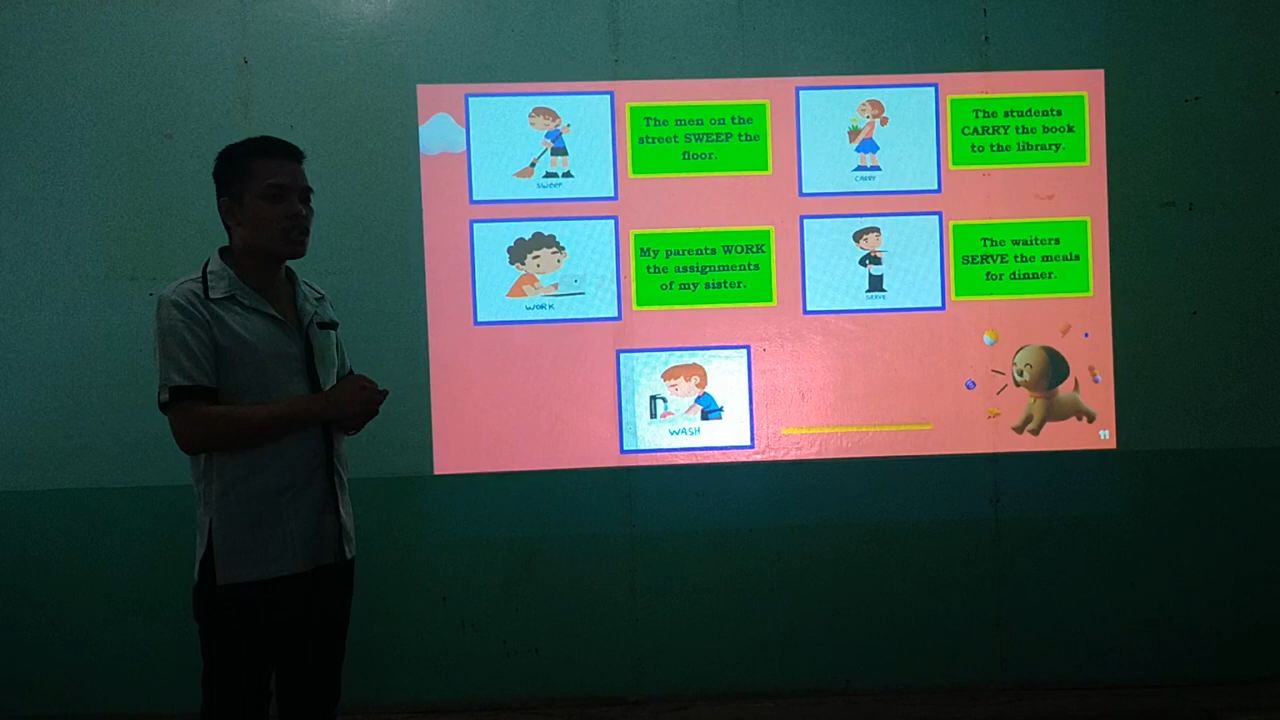 The men on the
street SWEEP the
floor.
SWEEP
The students
CARRY the book
to the library.
CARRY
My parents WORK
the assignments
of my sister.
WORK
The waiters
SERVE the meals
for dinner.
SERVE
WASH
11